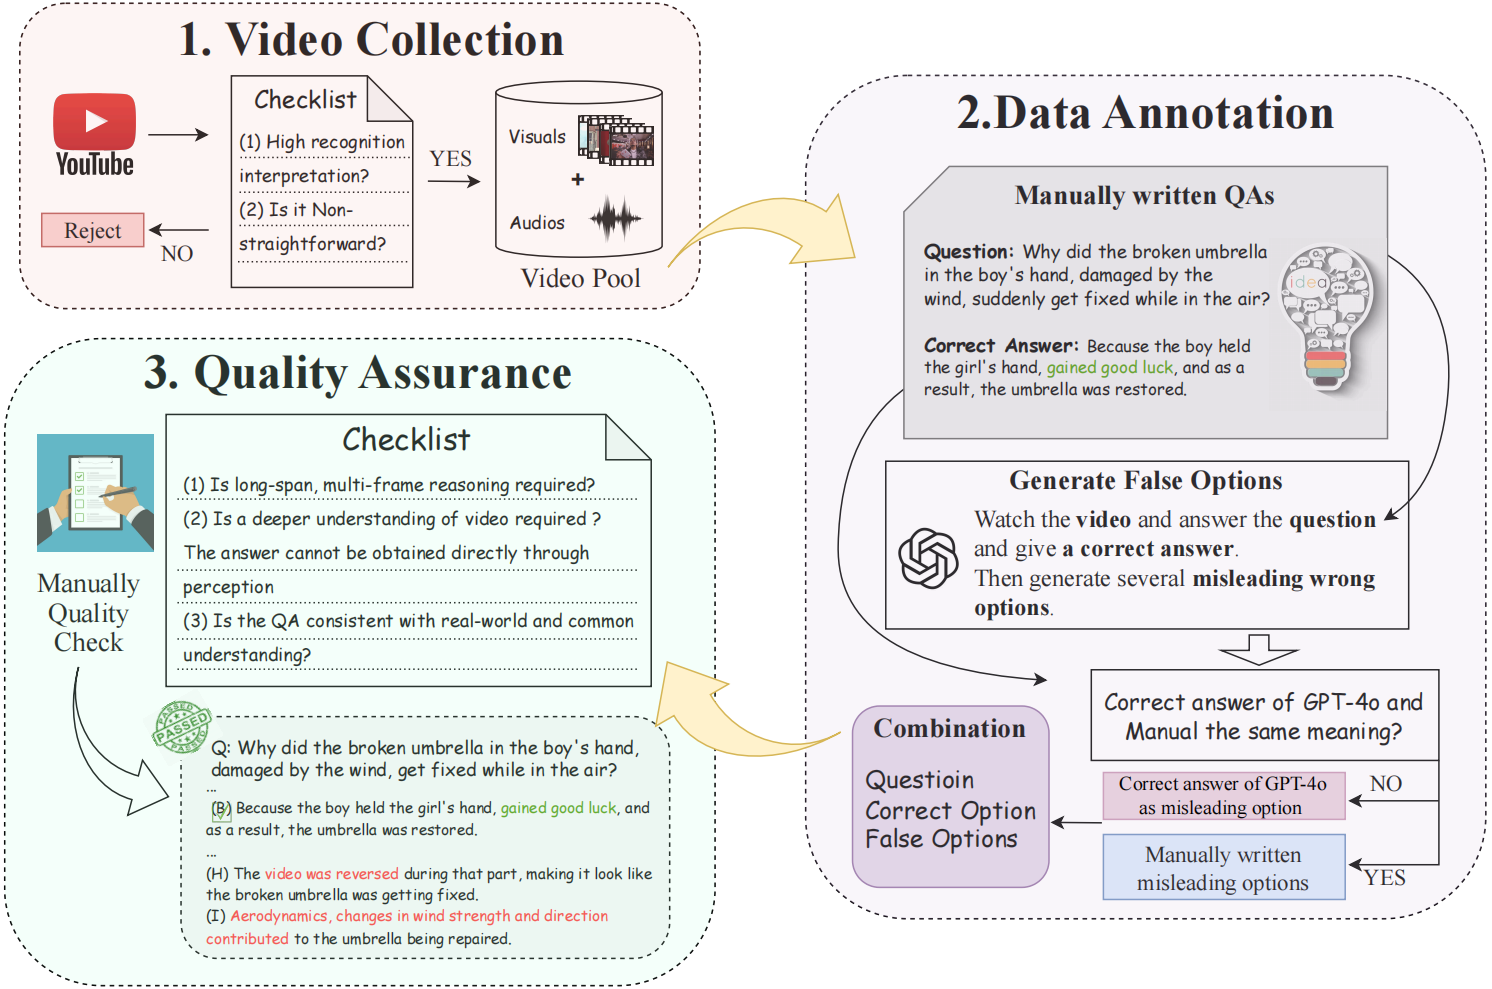 1. Video Collection
YouTube
Reject
NO
Checklist
(1) High recognition
interpretation?
(2) Is it Non-
straightforward?
YES
Visuals
+
Audios
Video Pool
2.Data Annotation
Manually written QAs
Question: Why did the broken umbrella
in the boy's hand, damaged by the
wind, suddenly get fixed while in the air?
idea
Correct Answer: Because the boy held
the girl's hand, gained good luck, and as a
result, the umbrella was restored.
Generate False Options
Watch the video and answer the question
and give a correct answer.
Then generate several misleading wrong
options.
Correct answer of GPT-4o and
Manual the same meaning?
NO
Correct answer of GPT-4o
as misleading option
YES
Manually written
misleading options
Combination
Questioin
Correct Option
False Options
3. Quality Assurance
Manually
Quality
Check
Checklist
(1) Is long-span, multi-frame reasoning required?
(2) Is a deeper understanding of video required ?
The answer cannot be obtained directly through
perception
(3) Is the QA consistent with real-world and common
understanding?
PASSED
PASSED
PASSED
Q: Why did the broken umbrella in the boy's hand,
damaged by the wind, get fixed while in the air?
...
(B) Because the boy held the girl's hand, gained good luck, and
as a result, the umbrella was restored.
...
(H) The video was reversed during that part, making it look like
the broken umbrella was getting fixed.
(I) Aerodynamics, changes in wind strength and direction
contributed to the umbrella being repaired.